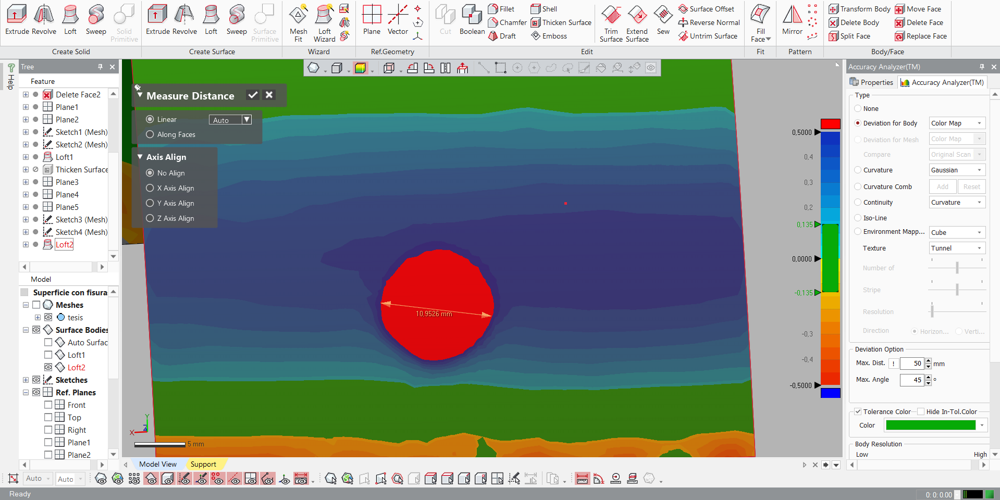 Extrude Revolve Loft Sweep Solid Primitive
Create Solid
Extrude Revolve Loft Sweep Surface Primitive
Create Surface
Mesh Fit Loft Wizard
Wizard
Plane Vector
Ref.Geometry
Cut Boolean
Fillet
Chamfer
Draft
Shell
Thicken Surface
Emboss
Trim Surface Extend Surface Sew
Surface Offset
Reverse Normal
Untrim Surface
Edit
Fill Face
Fit
Mirror
Pattern
Transform Body
Delete Body
Split Face
Move Face
Delete Face
Replace Face
Body/Face
? Help
Tree
Feature
Delete Face2
Plane1
Plane2
Sketch1 (Mesh)
Sketch2 (Mesh)
Loft1
Thicken Surface
Plane3
Plane4
Plane5
Sketch3 (Mesh)
Sketch4 (Mesh)
Loft2
Model
Superficie con fisura
Meshes
tesis
Surface Bodies
Auto Surfac
Loft1
Loft2
Sketches
Ref. Planes
Front
Top
Right
Plane1
Plane2
Measure Distance
Linear Auto
Along Faces
Axis Align
No Align
X Axis Align
Y Axis Align
Z Axis Align
10,9526 mm
Y
Z
X
5 mm
0,5000
0,4
0,3
0,2
0,135
0,0000
-0,135
-0,3
-0,4
-0,5000
Accuracy Analyzer(TM)
Properties Accuracy Analyzer(TM)
Type
None
Deviation for Body Color Map
Deviation for Mesh Color Map
Compare Original Scan
Curvature Gaussian
Curvature Comb Add Reset
Continuity Curvature
Iso-Line
Environment Mapp... Cube
Texture Tunnel
Number of
Stripe
Resolution
Direction Horizon... Verti...
Deviation Option
Max. Dist. ! 50 mm
Max. Angle 45 °
Tolerance Color Hide In-Tol.Color
Color
Body Resolution
Low High
Model View Support
Auto Auto
Ready
0: 0: 0.00